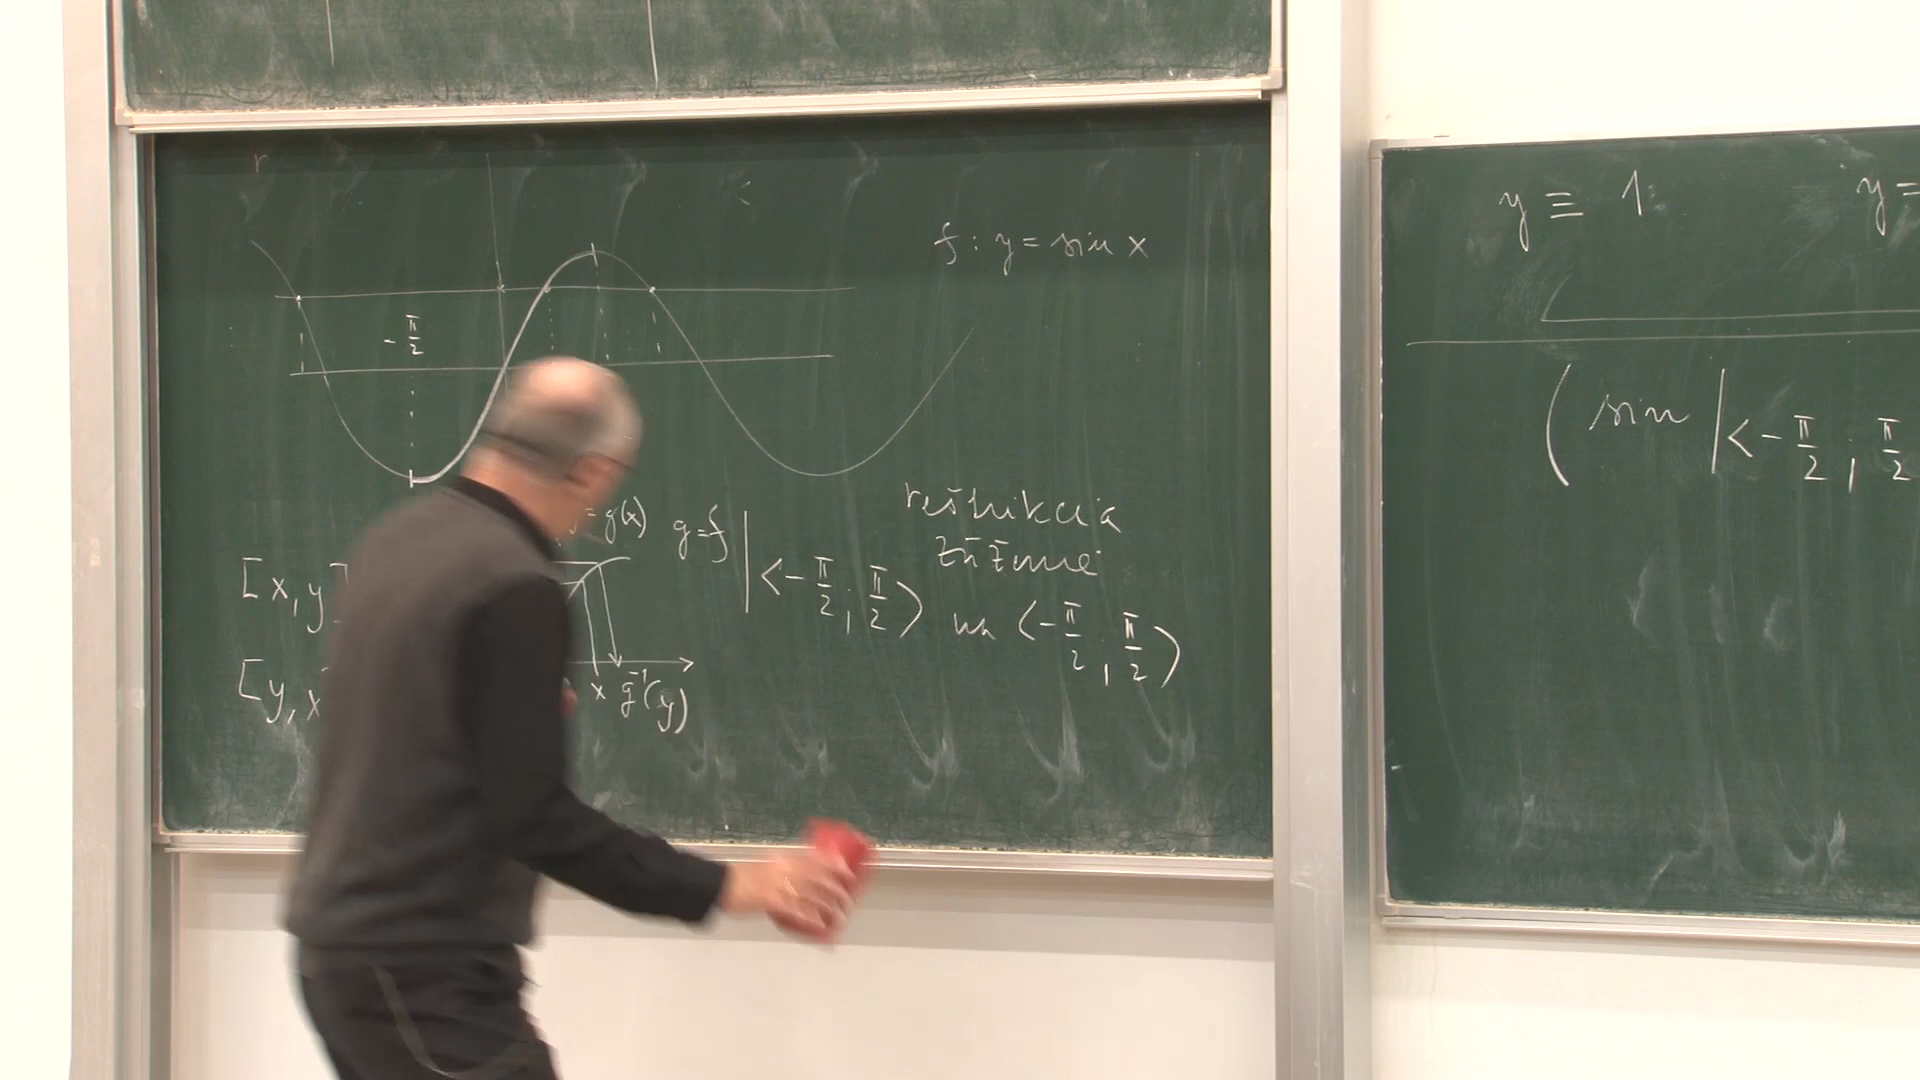 f: y = sin x
- π/2
y = g(x)
g = f |<- π/2 ; π/2>
reštrikcia
zúženie
na <- π/2 , π/2>
[x, y]
[y, x
x g⁻¹(y)
y ≡ 1
y =
( sin |<- π/2 ; π/2